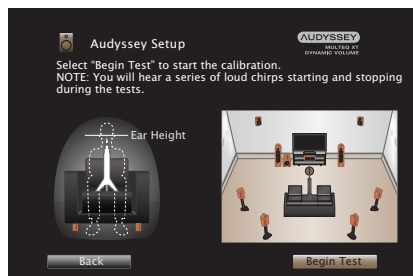 Audyssey Setup
AUDYSSEY
MULTEQ XT
DYNAMIC VOLUME
Select “Begin Test” to start the calibration.
NOTE: You will hear a series of loud chirps starting and stopping
during the tests.
Ear Height
Back
Begin Test